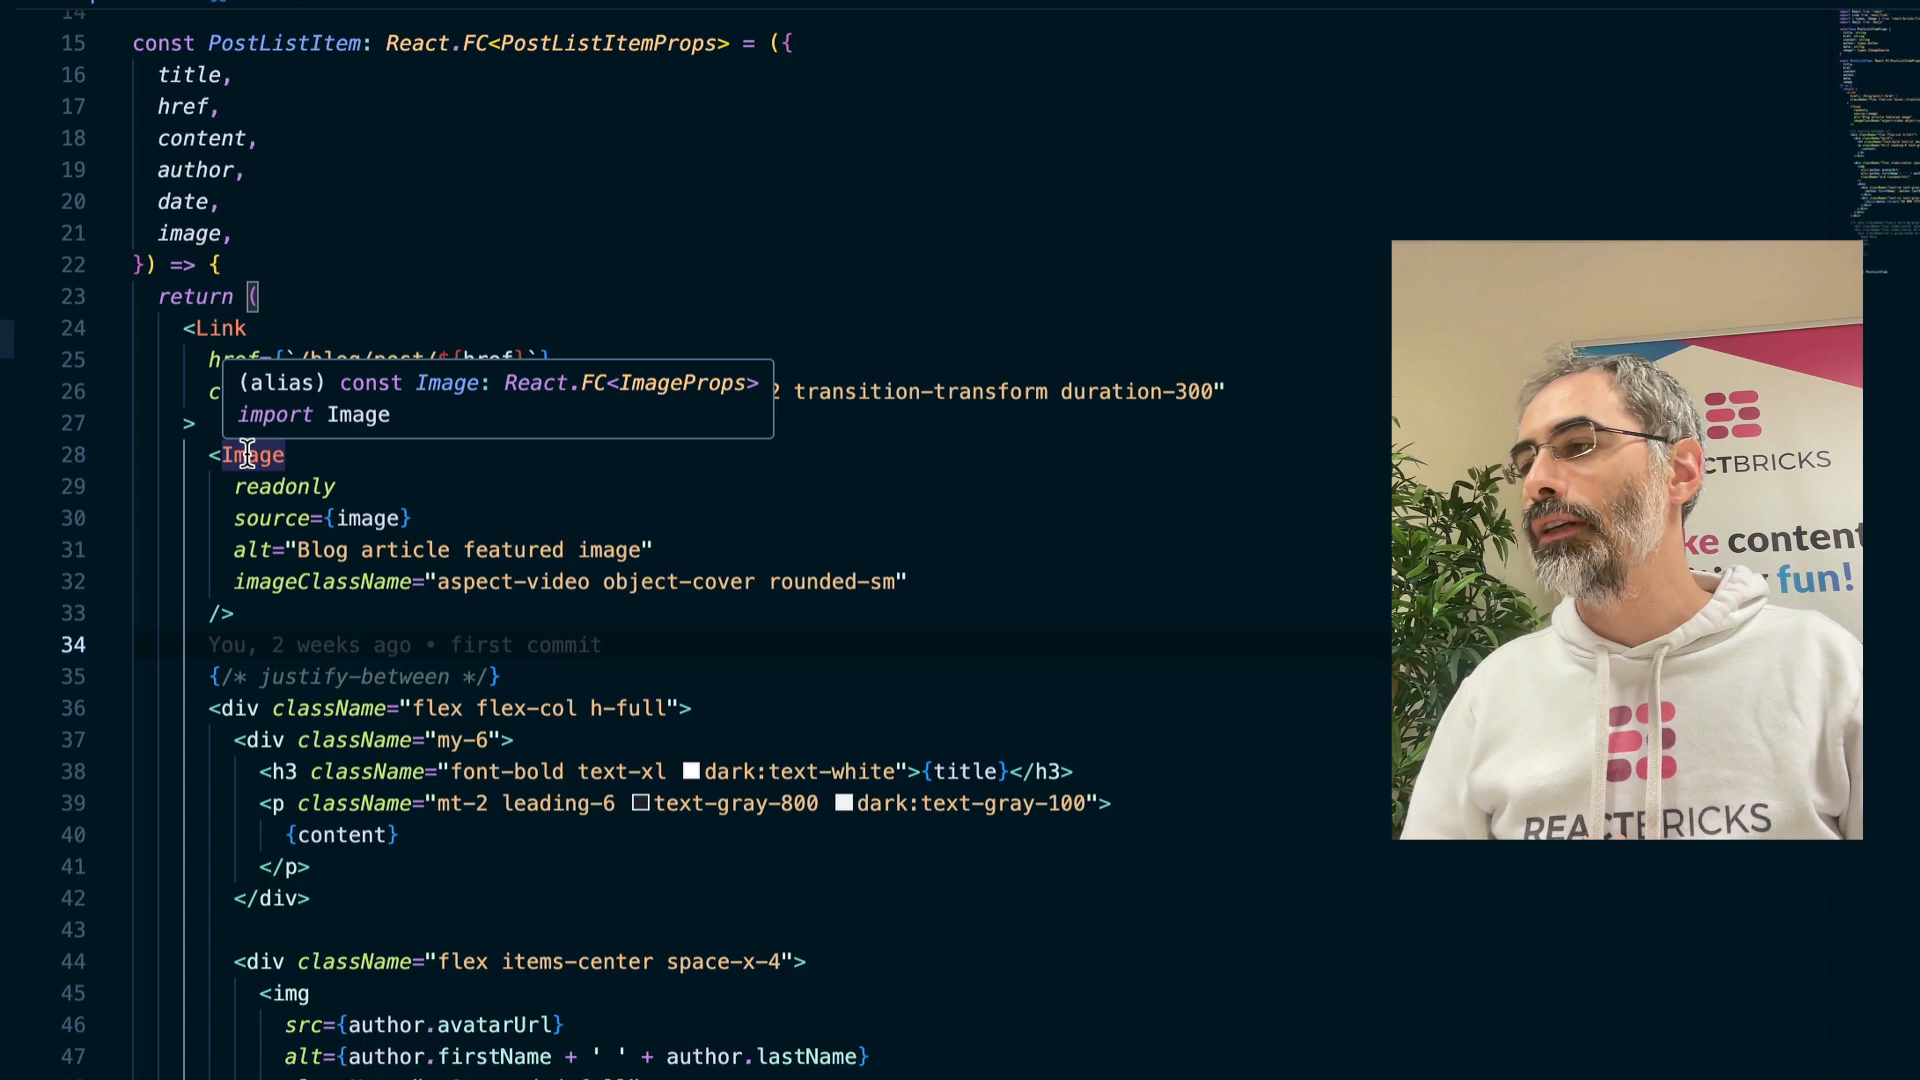 14
15 const PostListItem: React.FC<PostListItemProps> = ({
16 title,
17 href,
18 content,
19 author,
20 date,
21 image,
22 }) => {
23 return (
24 <Link
25 href={`/blog/post/${href}`}
(alias) const Image: React.FC<ImageProps>
26 c 2 transition-transform duration-300"
import Image
27 >
28 <Image
29 readonly
30 source={image}
31 alt="Blog article featured image"
32 imageClassName="aspect-video object-cover rounded-sm"
33 />
34 You, 2 weeks ago • first commit
35 {/* justify-between */}
36 <div className="flex flex-col h-full">
37 <div className="my-6">
38 <h3 className="font-bold text-xl dark:text-white">{title}</h3>
39 <p className="mt-2 leading-6 text-gray-800 dark:text-gray-100">
40 {content}
41 </p>
42 </div>
43
44 <div className="flex items-center space-x-4">
45 <img
46 src={author.avatarUrl}
47 alt={author.firstName + ' ' + author.lastName}
CTBRICKS
ke content
fun!
REACTBRICKS